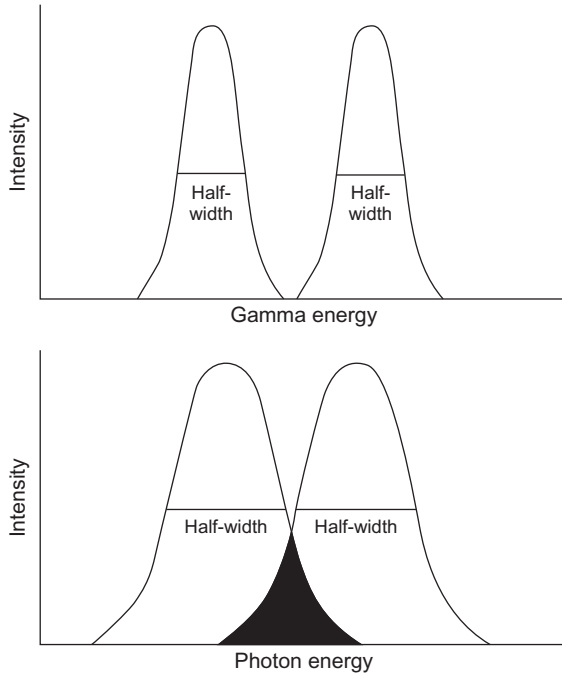 Intensity
Half-
width
Half-
width
Gamma energy
Intensity
Half-width
Half-width
Photon energy